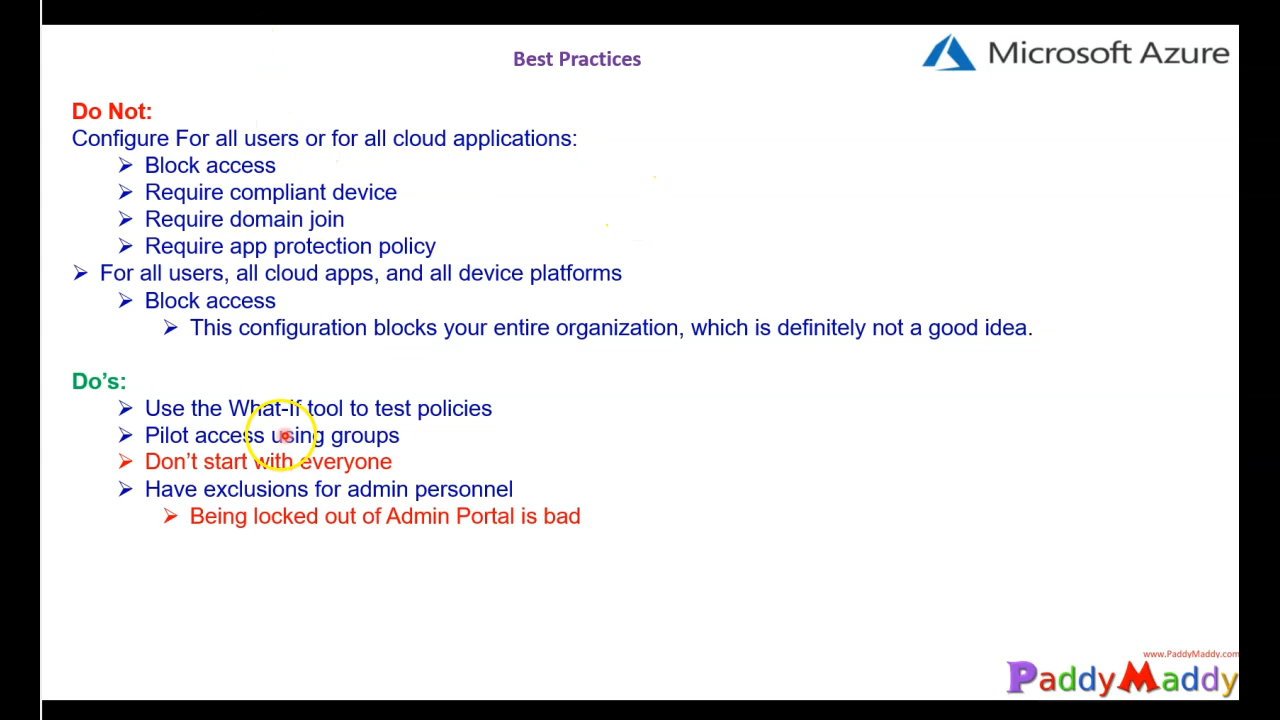 Best Practices
Microsoft Azure
Do Not:
Configure For all users or for all cloud applications:
➢ Block access
➢ Require compliant device
➢ Require domain join
➢ Require app protection policy
➢ For all users, all cloud apps, and all device platforms
➢ Block access
➢ This configuration blocks your entire organization, which is definitely not a good idea.
Do's:
➢ Use the What-If tool to test policies
➢ Pilot access using groups
➢ Don't start with everyone
➢ Have exclusions for admin personnel
➢ Being locked out of Admin Portal is bad
www.PaddyMaddy.com
PaddyMaddy